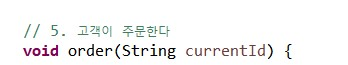 // 5. 고객이 주문한다
void order(String currentId) {